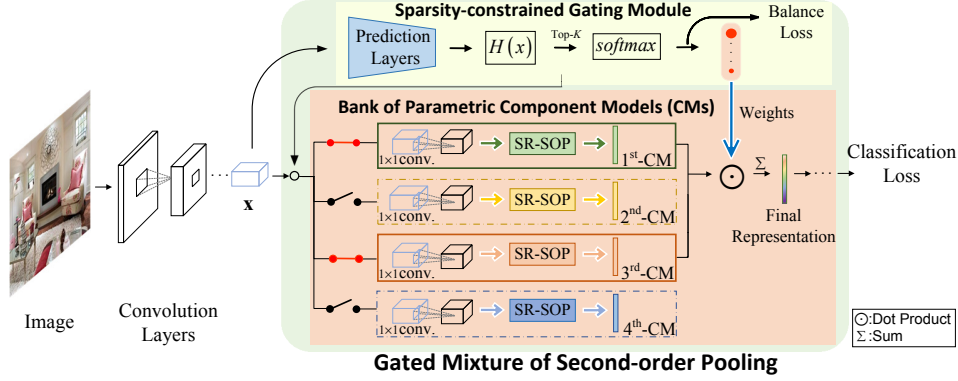 Sparsity-constrained Gating Module
Prediction
Layers
H(x)
Top-K
softmax
Balance
Loss
Bank of Parametric Component Models (CMs)
Weights
1×1conv.
SR-SOP
1st-CM
1×1conv.
SR-SOP
2nd-CM
1×1conv.
SR-SOP
3rd-CM
1×1conv.
SR-SOP
4th-CM
x
Σ
Final
Representation
Classification
Loss
Image
Convolution
Layers
Gated Mixture of Second-order Pooling
⊙:Dot Product
Σ:Sum